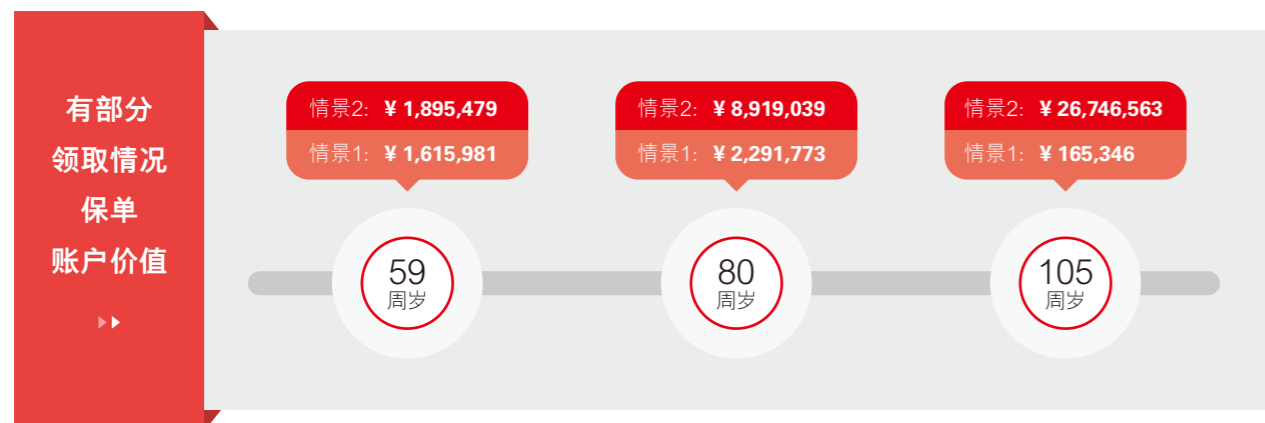 有部分
领取情况
保单
账户价值
情景2: ¥ 1,895,479
情景1: ¥ 1,615,981
59
周岁
情景2: ¥ 8,919,039
情景1: ¥ 2,291,773
80
周岁
情景2: ¥ 26,746,563
情景1: ¥ 165,346
105
周岁